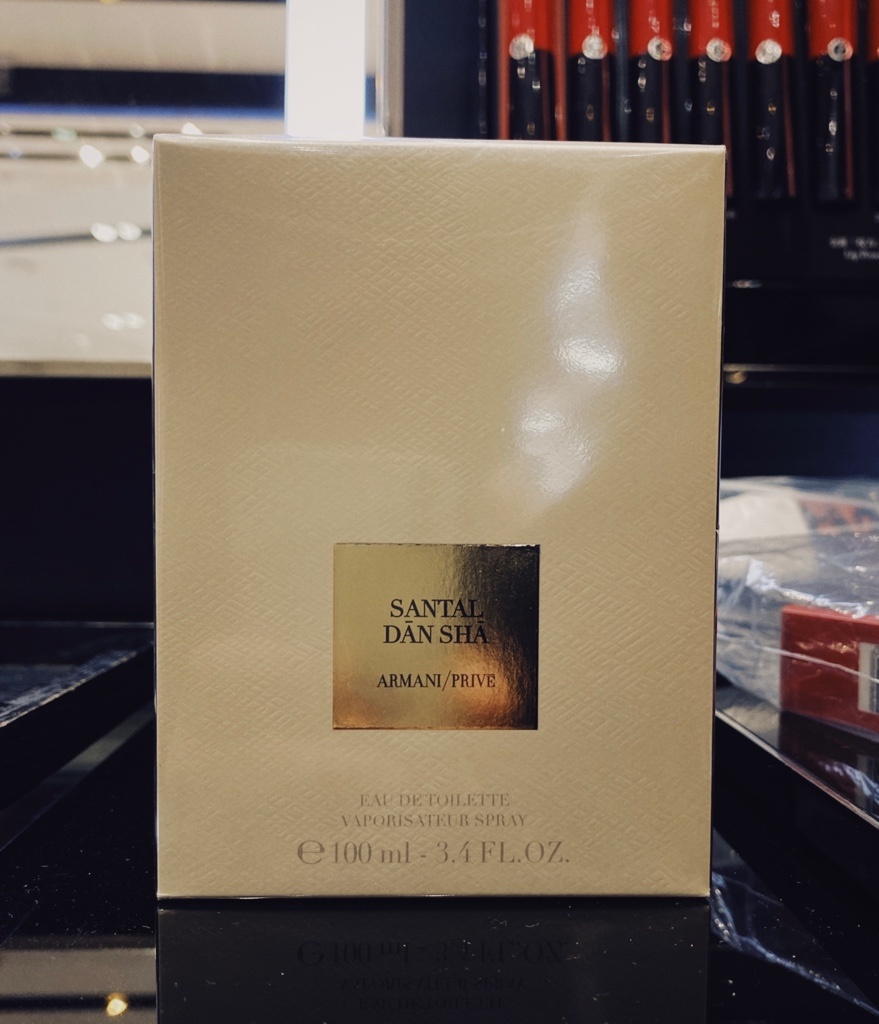 SANTAL
DĀN SHĀ
ARMANI/PRIVE
EAU DE TOILETTE
VAPORISATEUR SPRAY
℮ 100 ml - 3.4 FL.OZ.